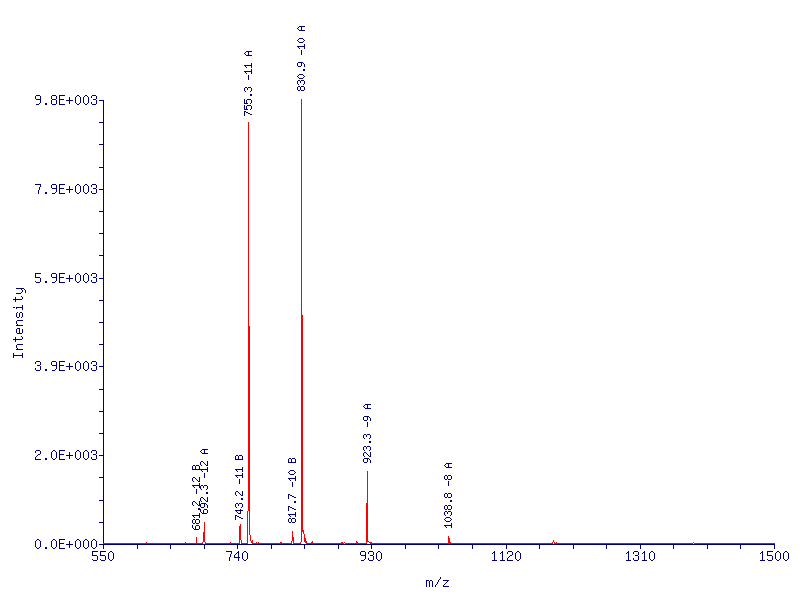 830.9 -10 A
755.3 -11 A
9.8E+003
7.9E+003
5.9E+003
Intensity
3.9E+003
923.3 -9 A
2.0E+003
681.2 -12 B
692.3 -12 A
743.2 -11 B
817.7 -10 B
1038.8 -8 A
0.0E+000
550 740 930 1120 1310 1500
m/z